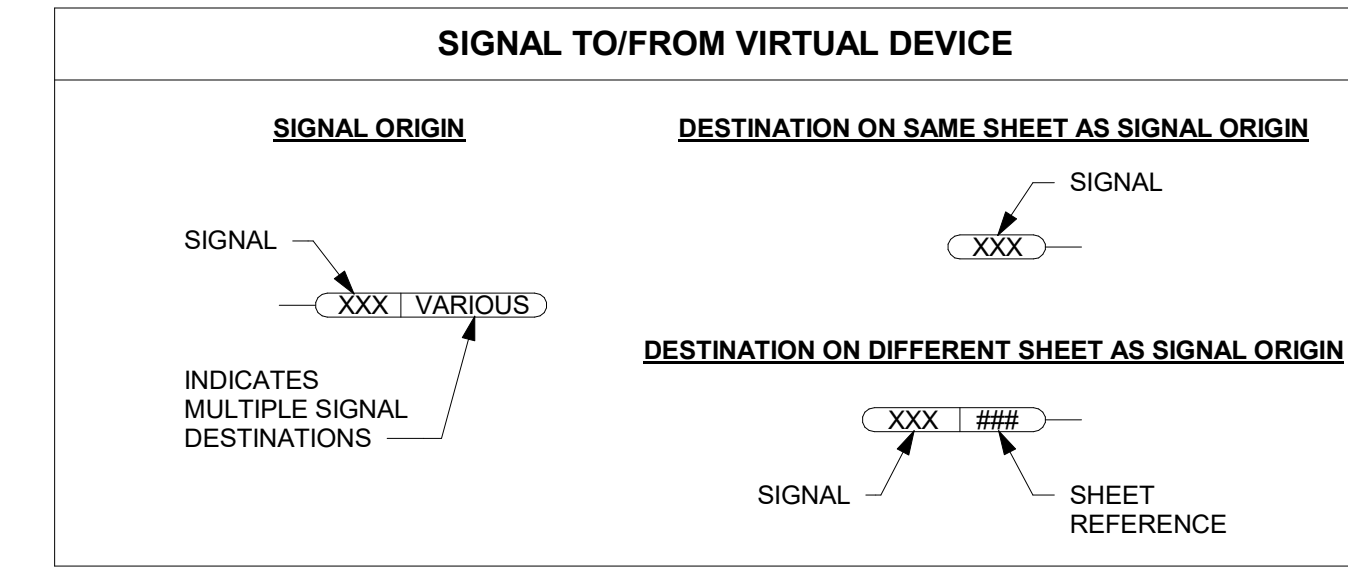 SIGNAL TO/FROM VIRTUAL DEVICE
SIGNAL ORIGIN
SIGNAL
XXX VARIOUS
INDICATES
MULTIPLE SIGNAL
DESTINATIONS
DESTINATION ON SAME SHEET AS SIGNAL ORIGIN
SIGNAL
XXX
DESTINATION ON DIFFERENT SHEET AS SIGNAL ORIGIN
XXX ###
SIGNAL
SHEET
REFERENCE